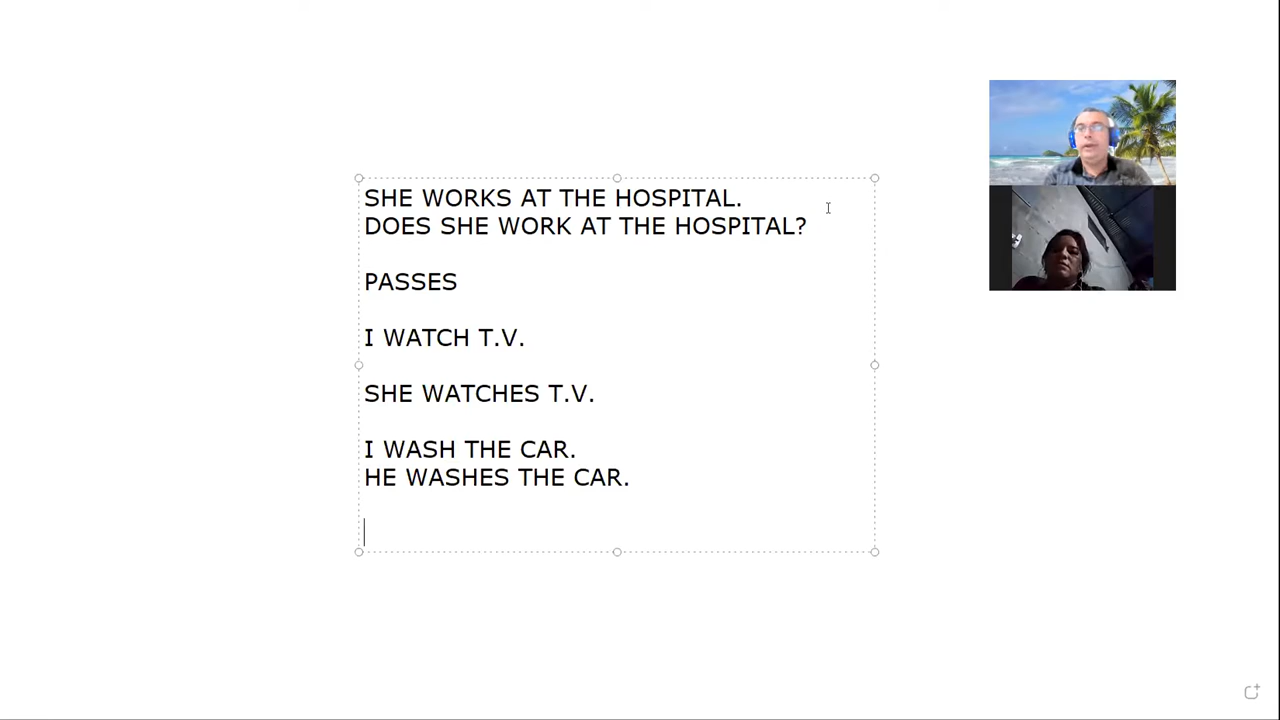 SHE WORKS AT THE HOSPITAL.
DOES SHE WORK AT THE HOSPITAL?
PASSES
I WATCH T.V.
SHE WATCHES T.V.
I WASH THE CAR.
HE WASHES THE CAR.